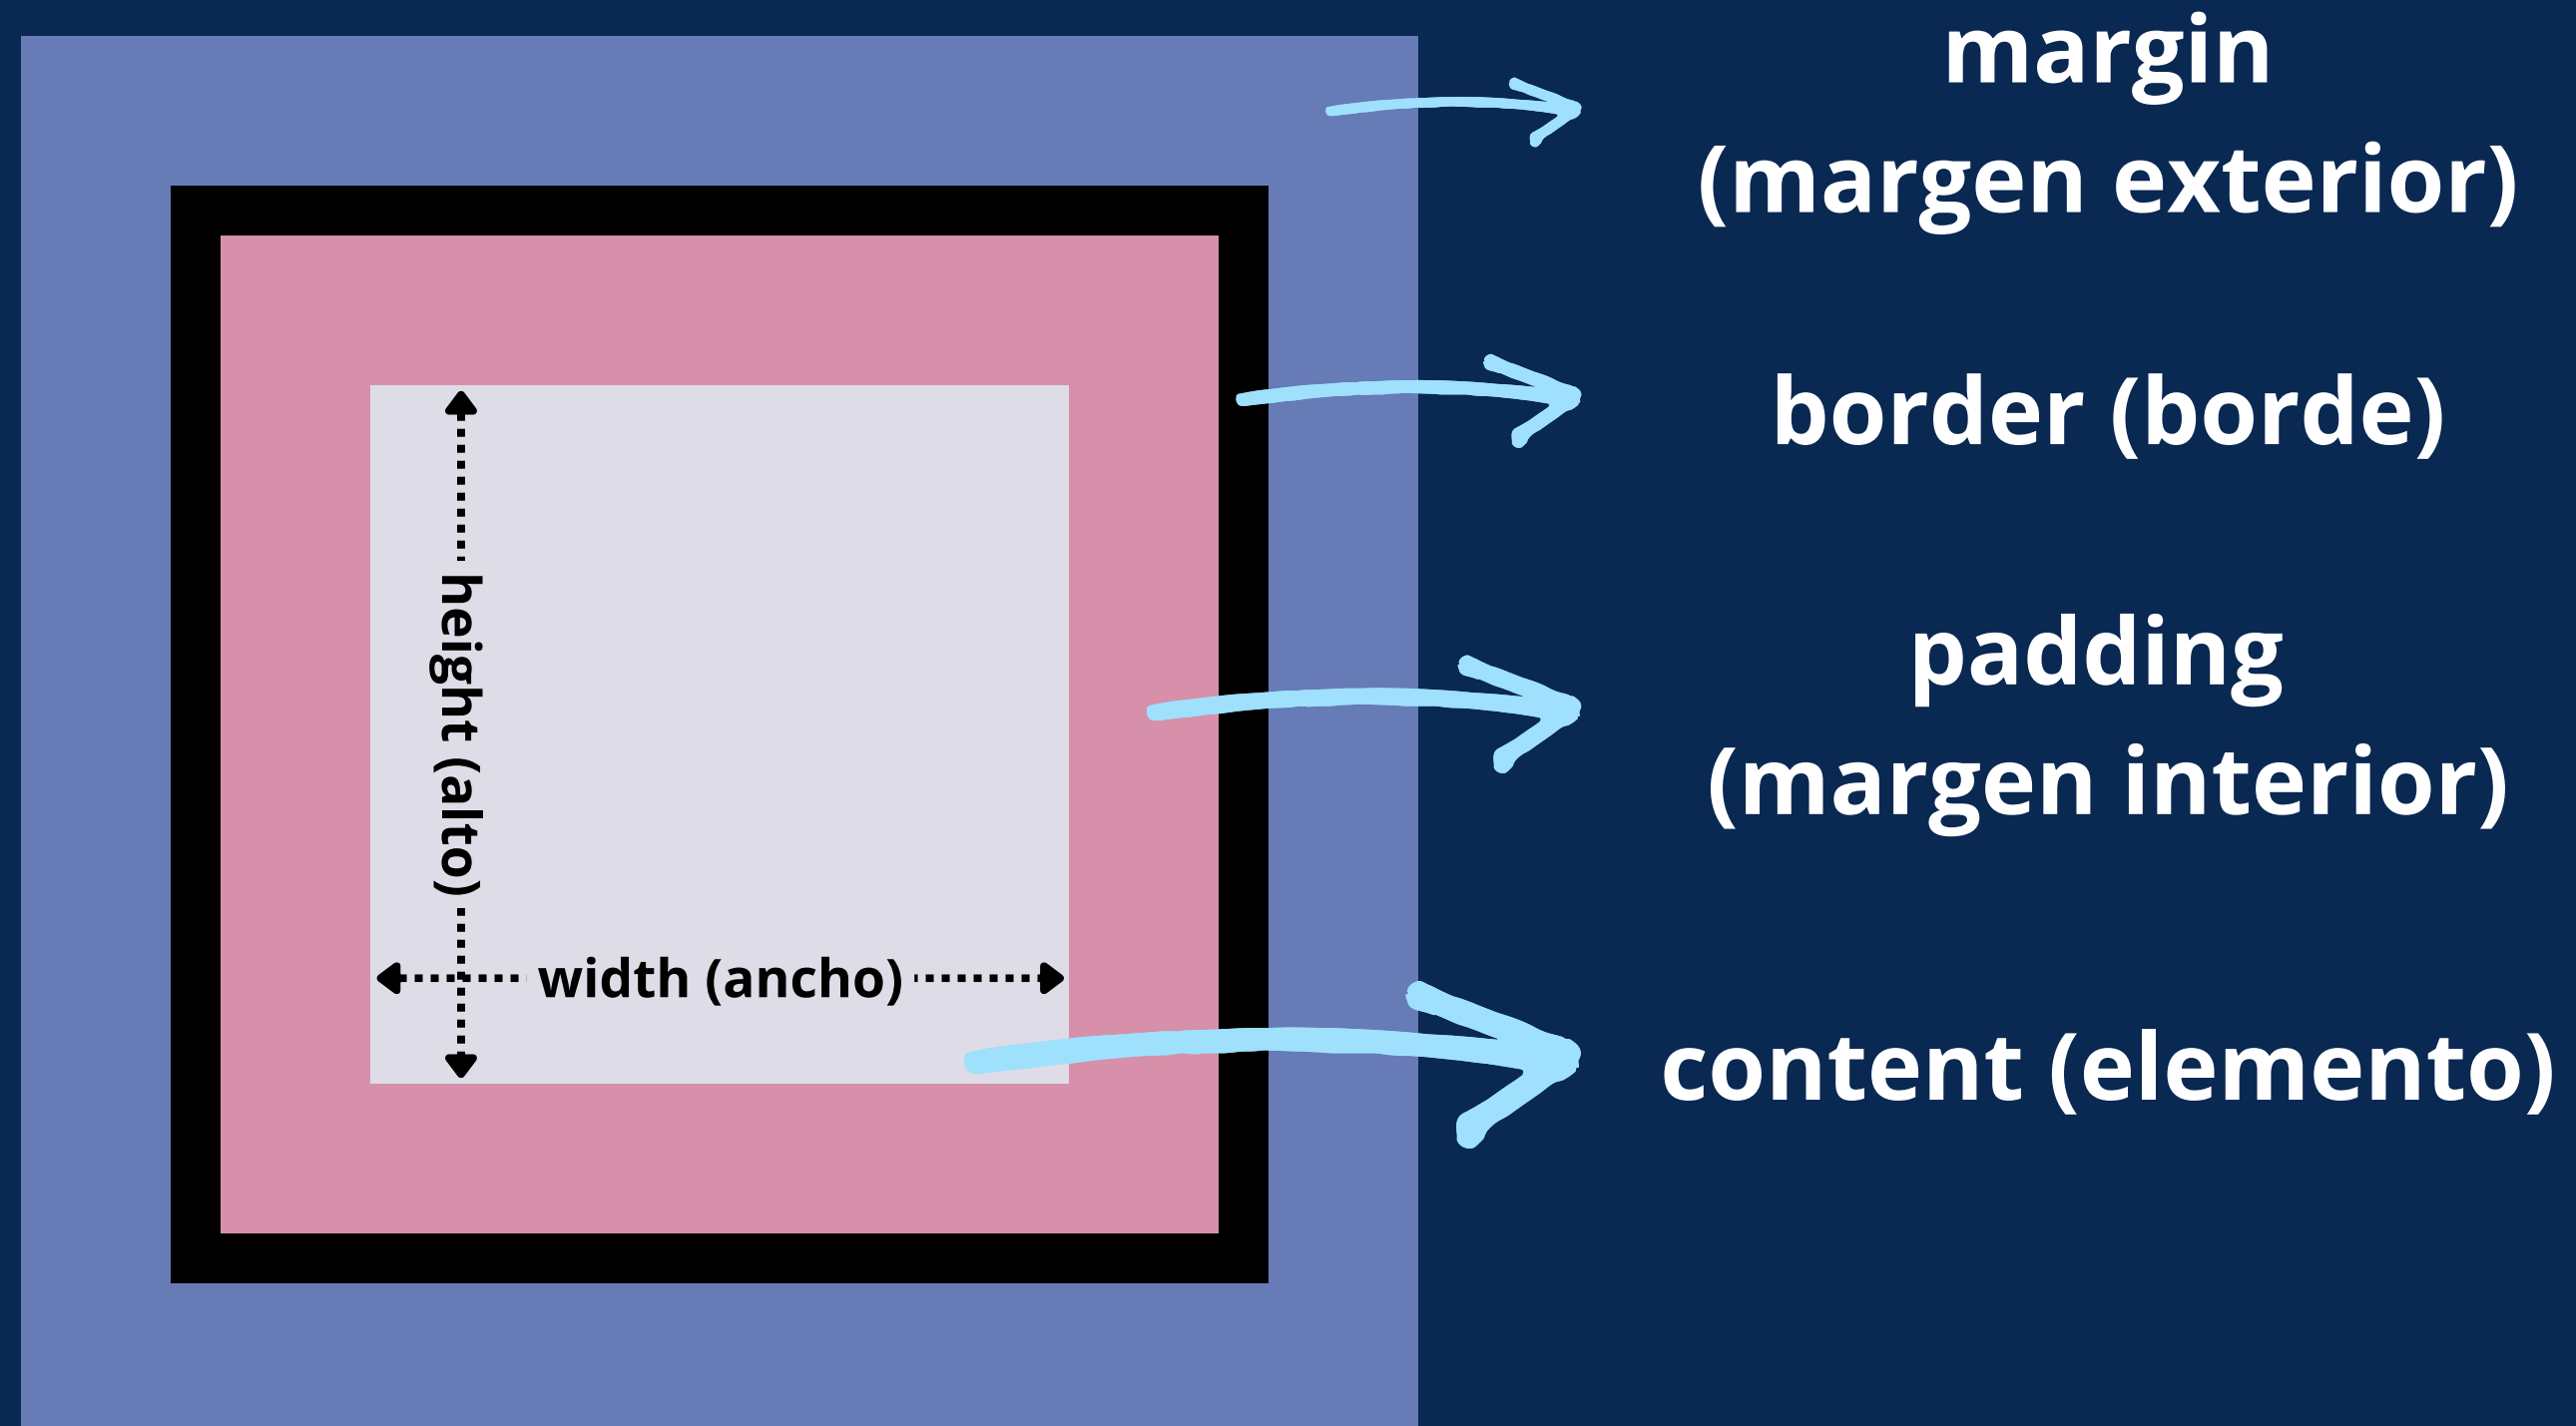 margin
(margen exterior)
border (borde)
padding
(margen interior)
content (elemento)
height (alto)
width (ancho)